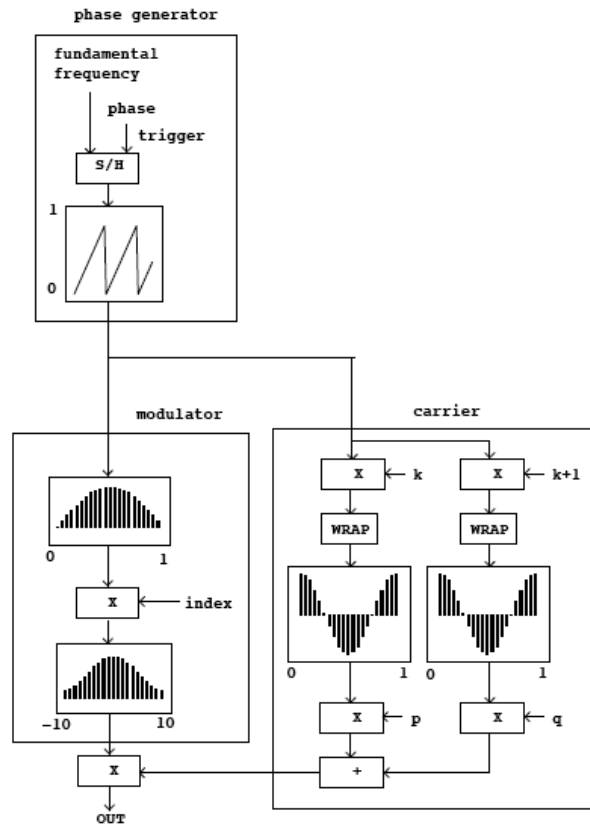 phase generator
fundamental
frequency
phase
trigger
S/H
1
0
modulator
carrier
X
k
X
k+1
WRAP
WRAP
0
1
X
index
0
1
0
1
-10
10
X
p
X
q
X
+
OUT